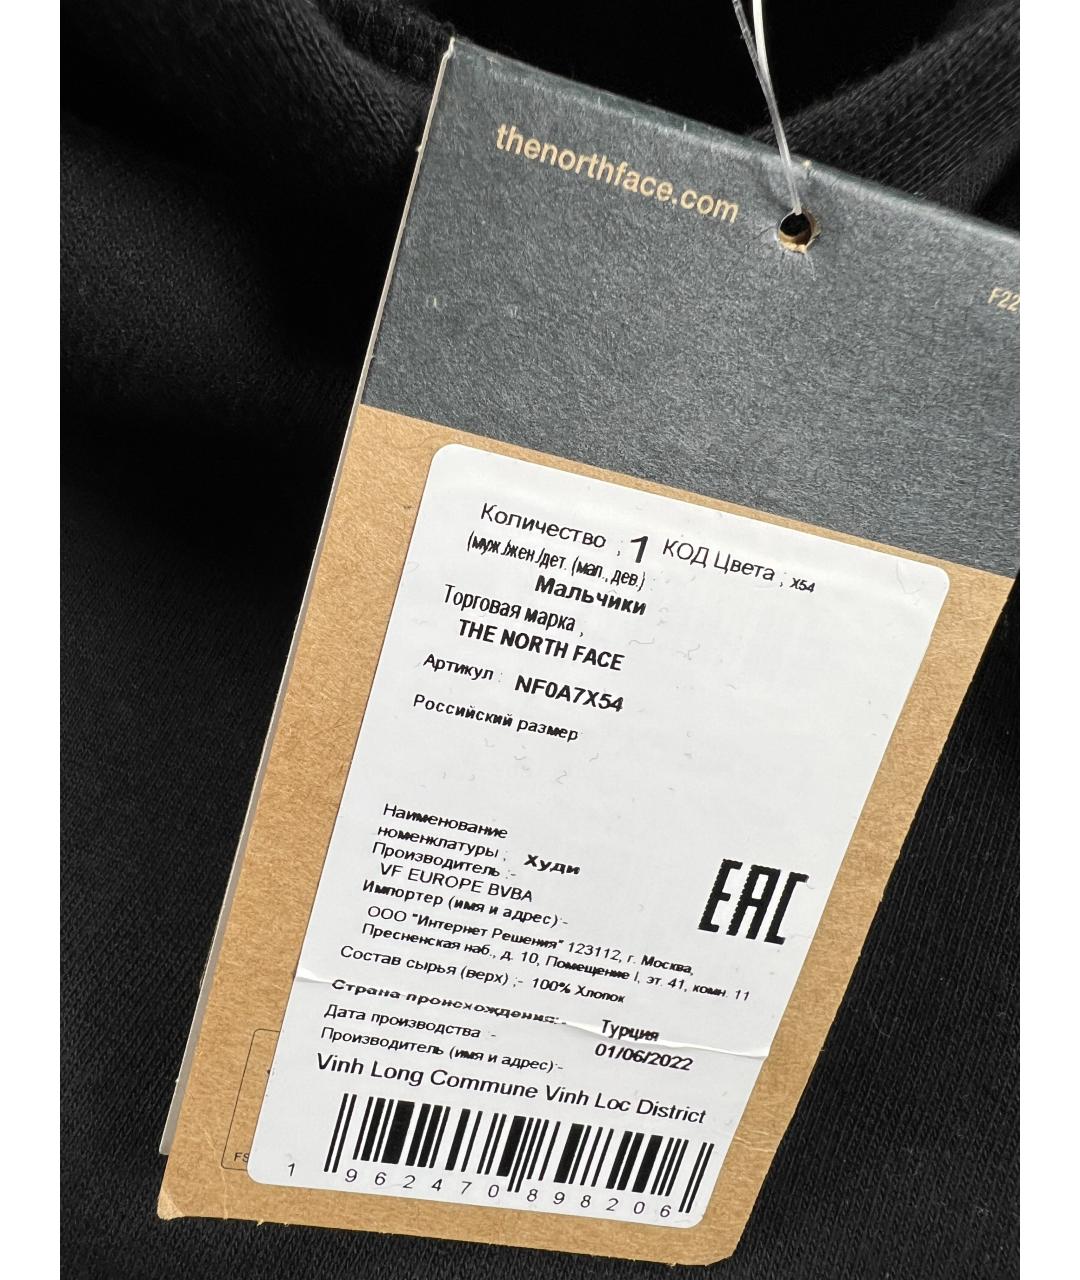 thenorthface.com
F22
Количество : 1 КОД Цвета : X54
(муж./жен./дет. (мал., дев.)
Мальчики
Торговая марка :
THE NORTH FACE
Артикул : NF0A7X54
Российский размер
Наименование
номенклатуры : Худи
Производитель :-
VF EUROPE BVBA
Импортер (имя и адрес) :-
ООО "Интернет Решения" 123112, г. Москва,
Пресненская наб., д. 10, Помещение I, эт. 41, комн. 11
Состав сырья (верх) :- 100% Хлопок
Страна происхождения:- Турция
Дата производства :- 01/06/2022
Производитель (имя и адрес):-
Vinh Long Commune Vinh Loc District
EAC
1 96247089820 6
FS